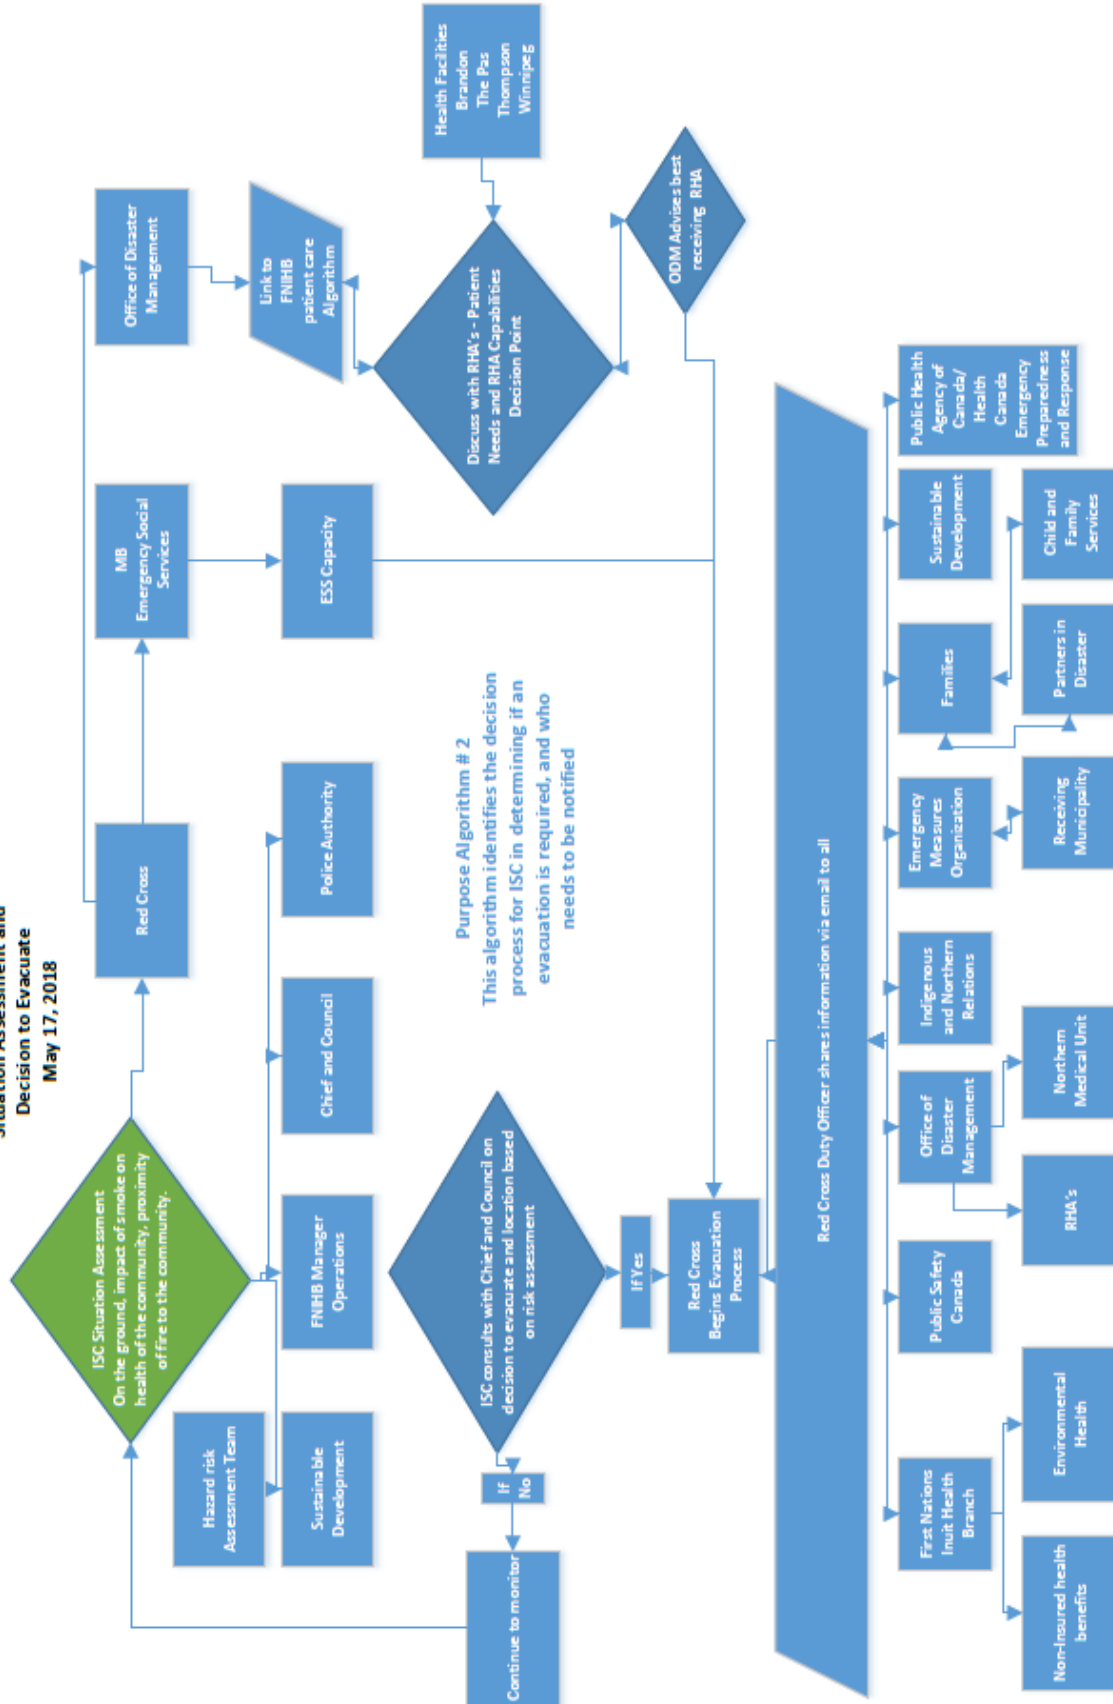 Situation Assessment and
Decision to Evacuate
May 17, 2018
ISC Situation Assessment
On the ground, impact of smoke on
health of the community, proximity
of fire to the community.
Red Cross
MB
Emergency Social
Services
Office of Disaster
Management
Hazard risk
Assessment Team
Sustainable
Development
FNIHB Manager
Operations
Chief and Council
Police Authority
ESS Capacity
Link to
FNIHB
patient care
Algorithm
Health Facilities
Brandon
The Pas
Thompson
Winnipeg
Purpose Algorithm # 2
This algorithm identifies the decision
process for ISC in determining if an
evacuation is required, and who
needs to be notified
Discuss with RHA's - Patient
Needs and RHA Capabilities
Decision Point
ISC consults with Chief and Council on
decision to evacuate and location based
on risk assessment
Continue to monitor
If
No
If Yes
ODM Advises best
receiving RHA
Red Cross
Begins Evacuation
Process
Red Cross Duty Officer shares information via email to all
First Nations
Inuit Health
Branch
Public Safety
Canada
Office of
Disaster
Management
Indigenous
and Northern
Relations
Emergency
Measures
Organization
Families
Sustainable
Development
Public Health
Agency of
Canada/
Health
Canada
Emergency
Preparedness
and Response
Non-Insured health
benefits
Environmental
Health
RHA's
Northern
Medical Unit
Receiving
Municipality
Partners in
Disaster
Child and
Family
Services